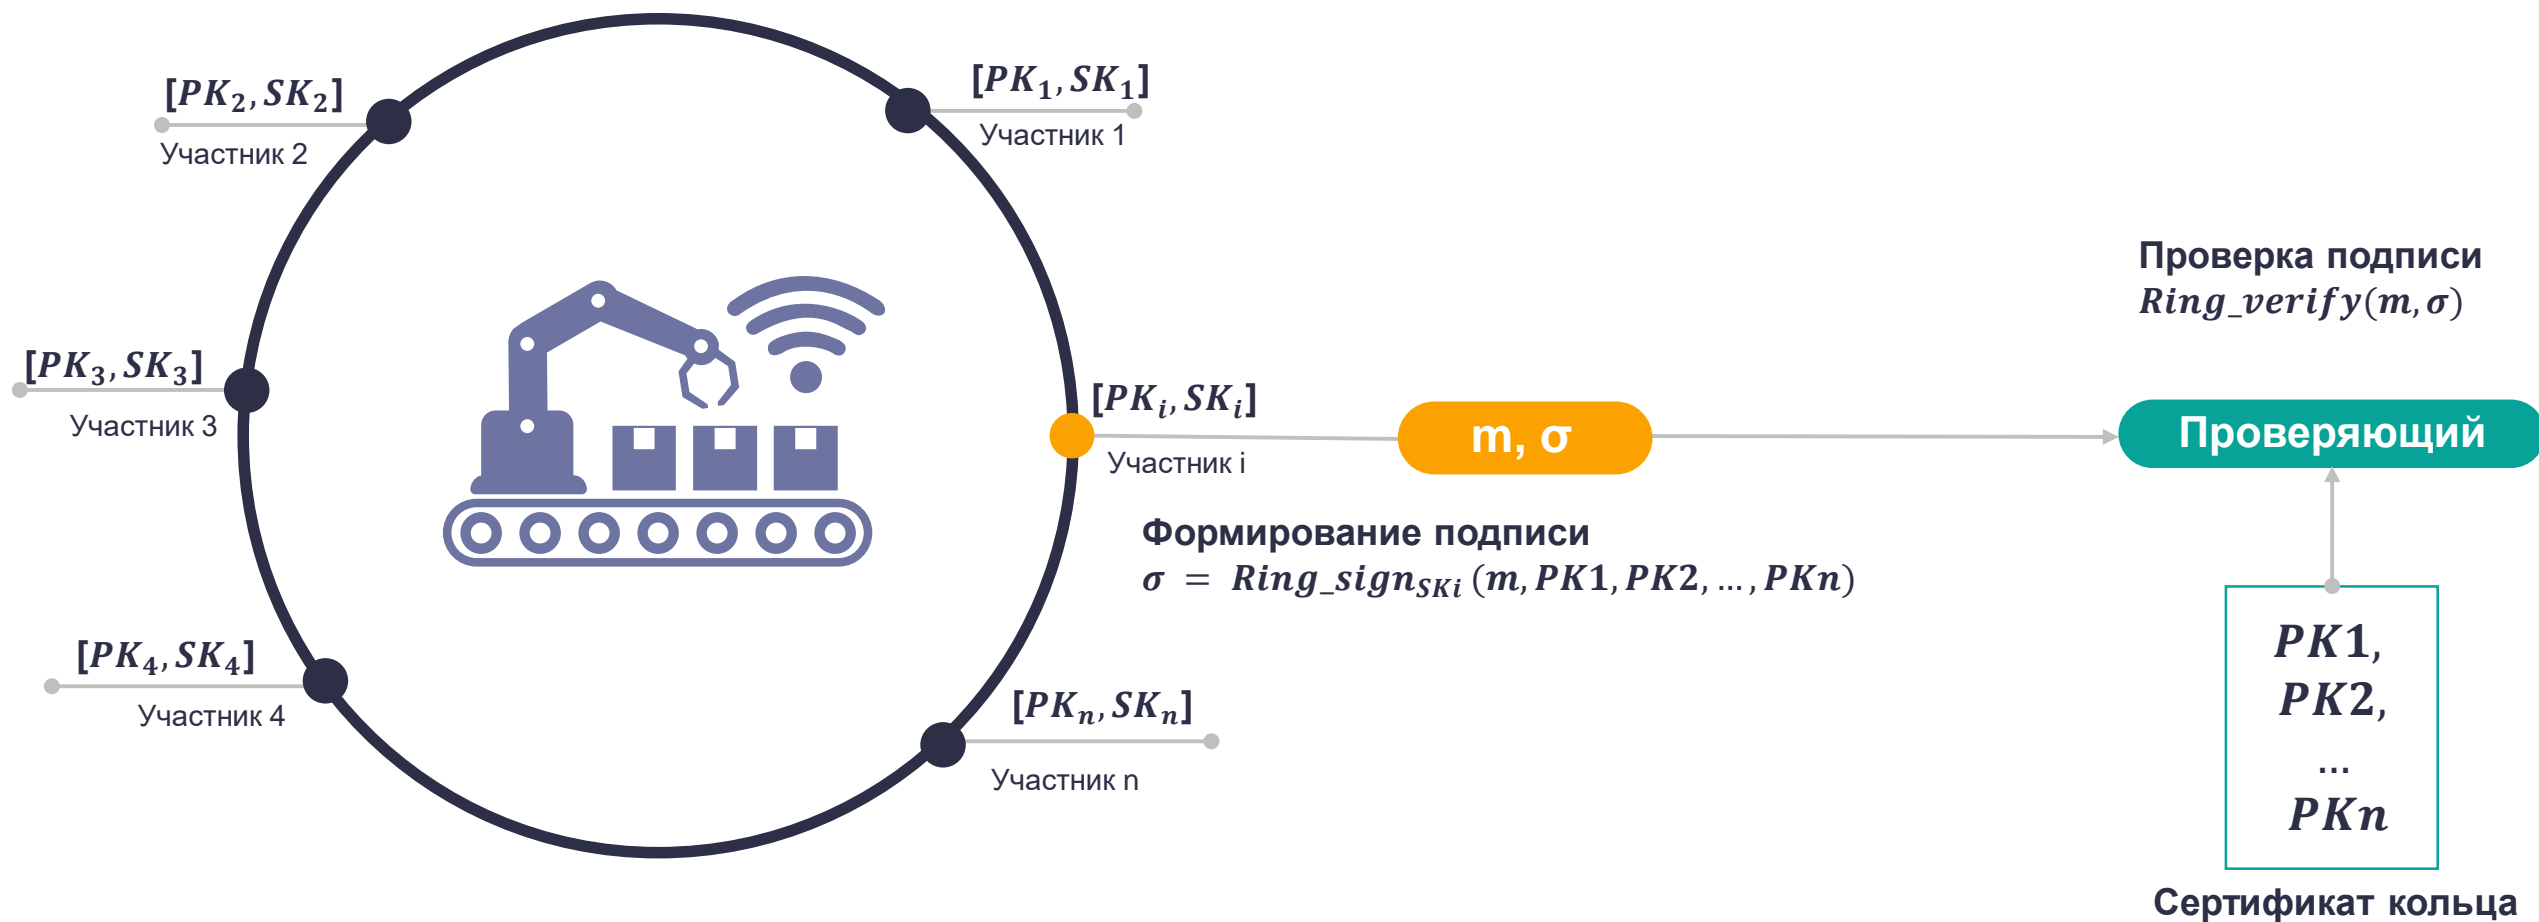 [PK₁, SK₁]
Участник 1
[PK₂, SK₂]
Участник 2
[PK₃, SK₃]
Участник 3
[PK₄, SK₄]
Участник 4
[PKᵢ, SKᵢ]
Участник i
[PKₙ, SKₙ]
Участник n
m, σ
Формирование подписи
σ = Ring_sign_SKi (m, PK1, PK2, ..., PKn)
Проверка подписи
Ring_verify(m, σ)
Проверяющий
PK1,
PK2,
...
PKn
Сертификат кольца